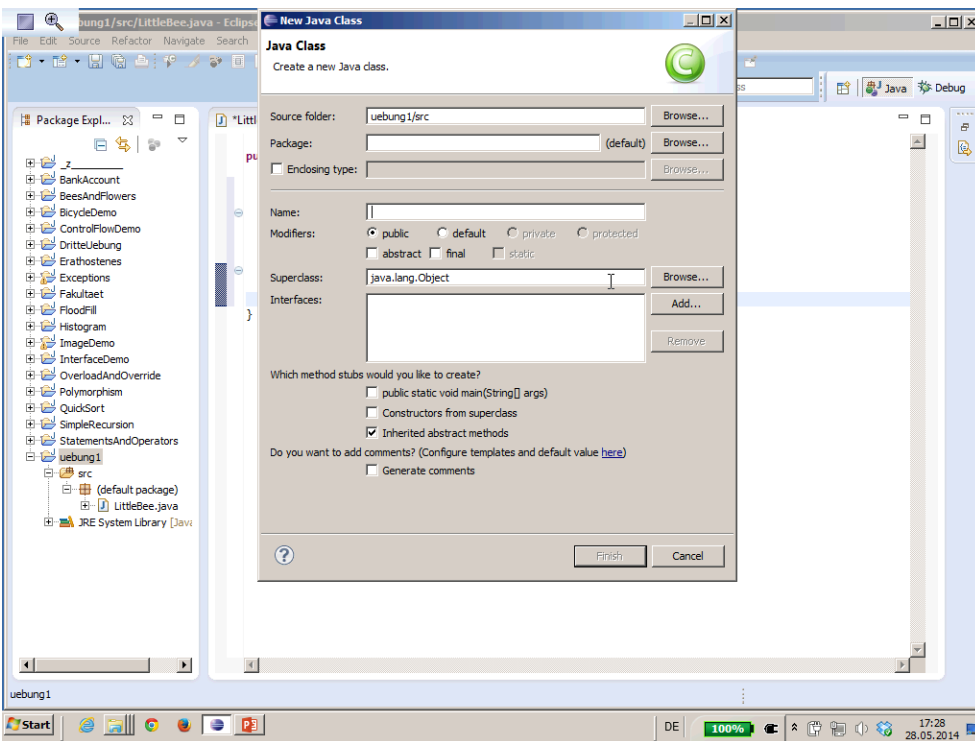 uebung1/src/LittleBee.java - Eclipse
File Edit Source Refactor Navigate Search
Java
Debug
Package Expl...
_z_________
BankAccount
BeesAndFlowers
BicycleDemo
ControlFlowDemo
DritteUebung
Erathostenes
Exceptions
Fakultaet
FloodFill
Histogram
ImageDemo
InterfaceDemo
OverloadAndOverride
Polymorphism
QuickSort
SimpleRecursion
StatementsAndOperators
uebung1
src
(default package)
LittleBee.java
JRE System Library [Java
*Littl
pu
}
New Java Class
Java Class
Create a new Java class.
Source folder: uebung1/src Browse...
Package: (default) Browse...
Enclosing type: Browse...
Name:
Modifiers: public default private protected
abstract final static
Superclass: java.lang.Object Browse...
Interfaces: Add...
Remove
Which method stubs would you like to create?
public static void main(String[] args)
Constructors from superclass
Inherited abstract methods
Do you want to add comments? (Configure templates and default value here)
Generate comments
Finish Cancel
uebung1
Start DE 100% 17:28
28.05.2014